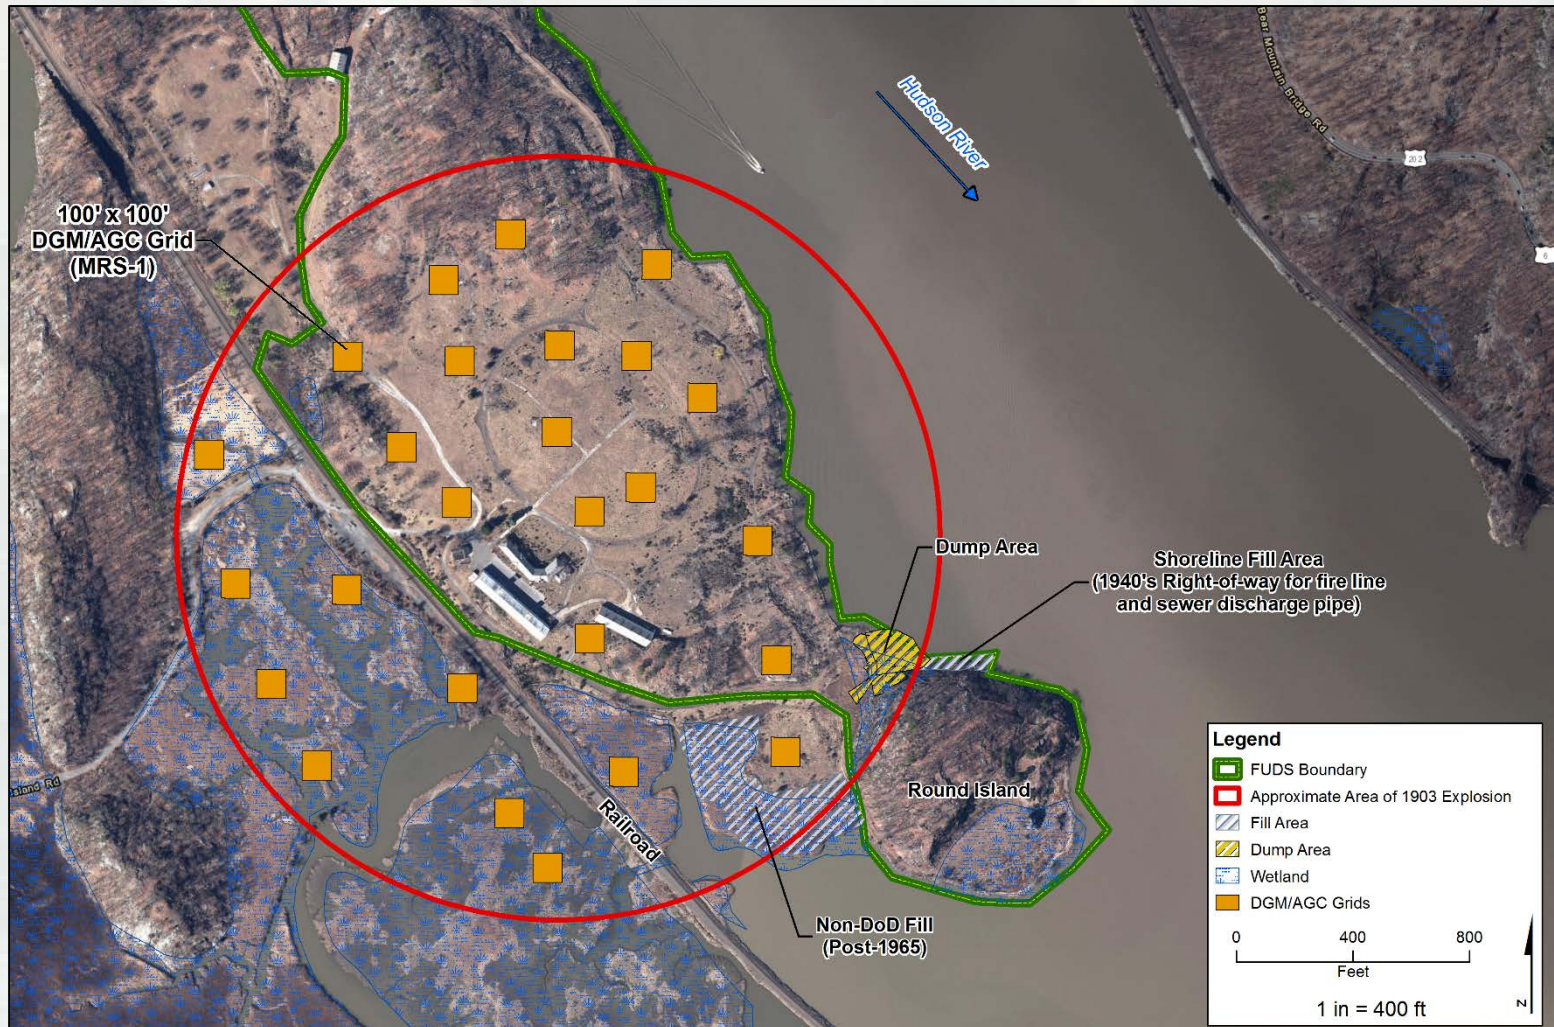 Bear Mountain Bridge Rd
Hudson River
20 2
6
100' x 100'
DGM/AGC Grid
(MRS-1)
Dump Area
Shoreline Fill Area
(1940's Right-of-way for fire line
and sewer discharge pipe)
Island Rd
Railroad
Round Island
Non-DoD Fill
(Post-1965)
Legend
FUDS Boundary
Approximate Area of 1903 Explosion
Fill Area
Dump Area
Wetland
DGM/AGC Grids
0 400 800
Feet
1 in = 400 ft
N